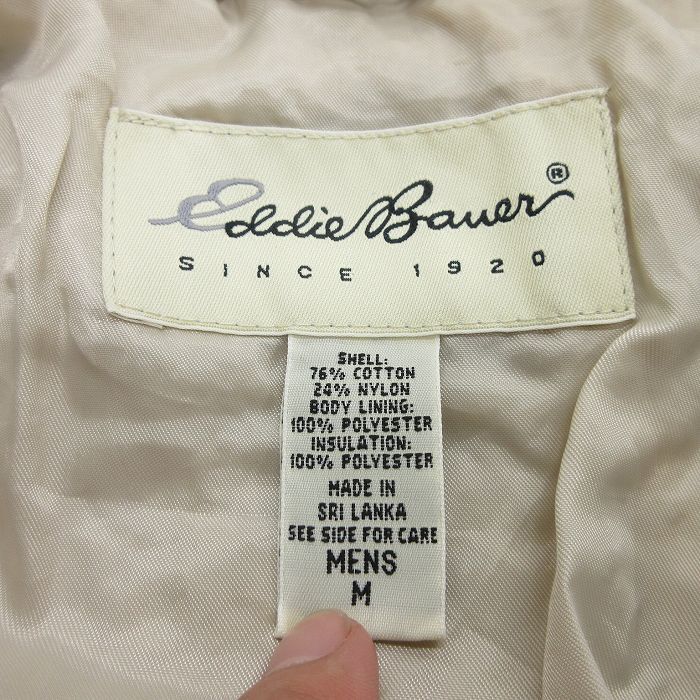 Eddie Bauer®
SINCE 1920
SHELL:
76% COTTON
24% NYLON
BODY LINING:
100% POLYESTER
INSULATION:
100% POLYESTER
MADE IN
SRI LANKA
SEE SIDE FOR CARE
MENS
M